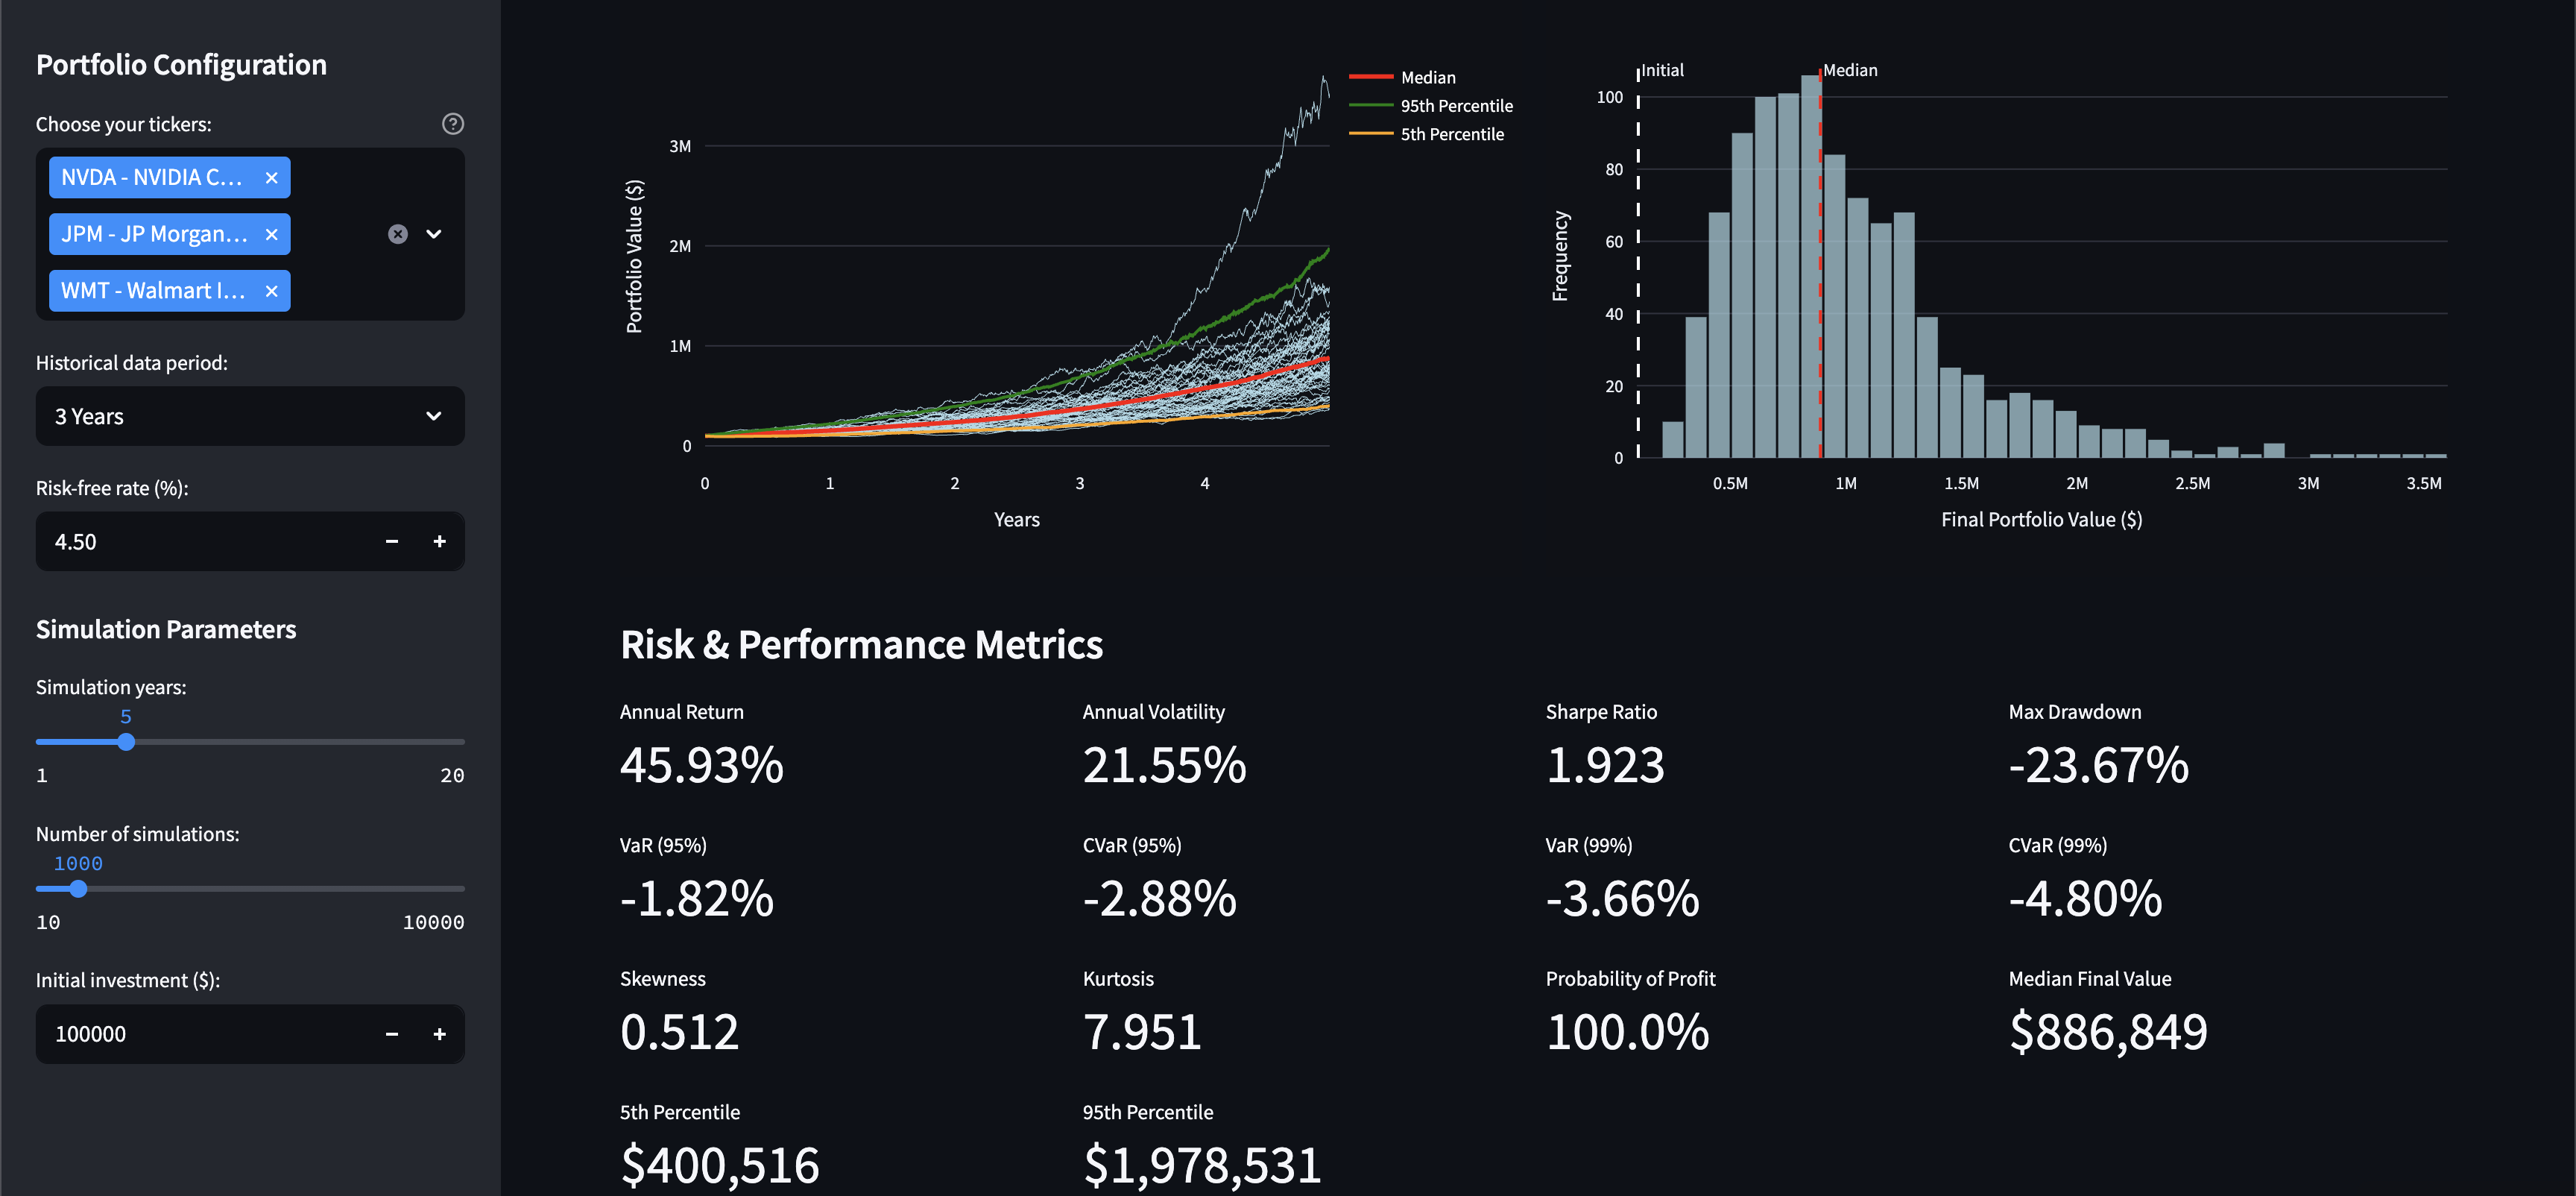 Portfolio Configuration
Choose your tickers:
NVDA - NVIDIA C...
JPM - JP Morgan...
WMT - Walmart I...
Historical data period:
3 Years
Risk-free rate (%):
4.50
Simulation Parameters
Simulation years:
5
1 20
Number of simulations:
1000
10 10000
Initial investment ($):
100000
Portfolio Value ($)
3M
2M
1M
0
0 1 2 3 4
Years
Median
95th Percentile
5th Percentile
Initial Median
Frequency
100
80
60
40
20
0
0.5M 1M 1.5M 2M 2.5M 3M 3.5M
Final Portfolio Value ($)
Risk & Performance Metrics
Annual Return Annual Volatility Sharpe Ratio Max Drawdown
45.93% 21.55% 1.923 -23.67%
VaR (95%) CVaR (95%) VaR (99%) CVaR (99%)
-1.82% -2.88% -3.66% -4.80%
Skewness Kurtosis Probability of Profit Median Final Value
0.512 7.951 100.0% $886,849
5th Percentile 95th Percentile
$400,516 $1,978,531